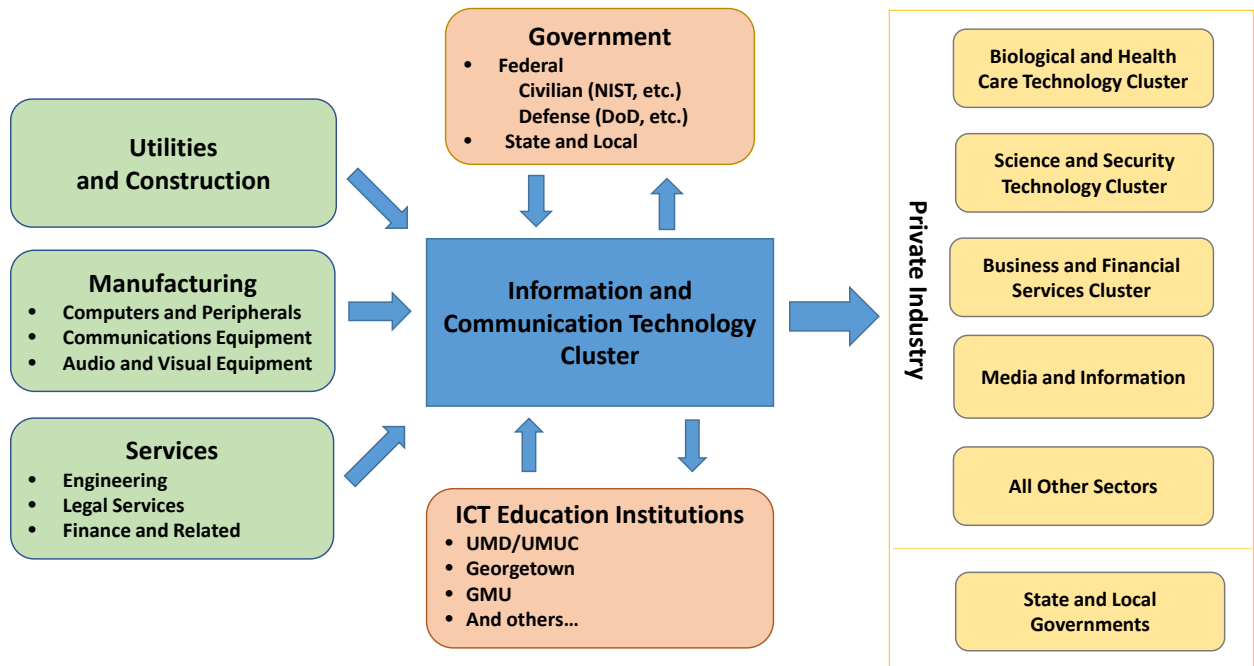 Government
• Federal
Civilian (NIST, etc.)
Defense (DoD, etc.)
• State and Local
Utilities
and Construction
Manufacturing
• Computers and Peripherals
• Communications Equipment
• Audio and Visual Equipment
Services
• Engineering
• Legal Services
• Finance and Related
Information and
Communication Technology
Cluster
ICT Education Institutions
• UMD/UMUC
• Georgetown
• GMU
• And others…
Private Industry
Biological and Health
Care Technology Cluster
Science and Security
Technology Cluster
Business and Financial
Services Cluster
Media and Information
All Other Sectors
State and Local
Governments